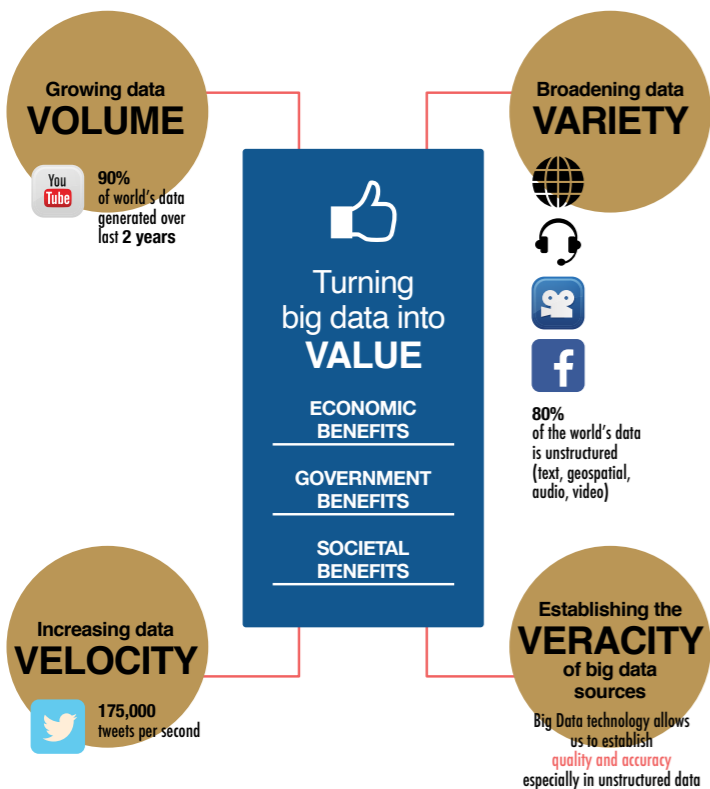 Growing data
VOLUME
You
Tube
90%
of world's data
generated over
last 2 years
Broadening data
VARIETY
80%
of the world's data
is unstructured
(text, geospatial,
audio, video)
Turning
big data into
VALUE
ECONOMIC
BENEFITS
GOVERNMENT
BENEFITS
SOCIETAL
BENEFITS
Increasing data
VELOCITY
175,000
tweets per second
Establishing the
VERACITY
of big data
sources
Big Data technology allows
us to establish
quality and accuracy
especially in unstructured data